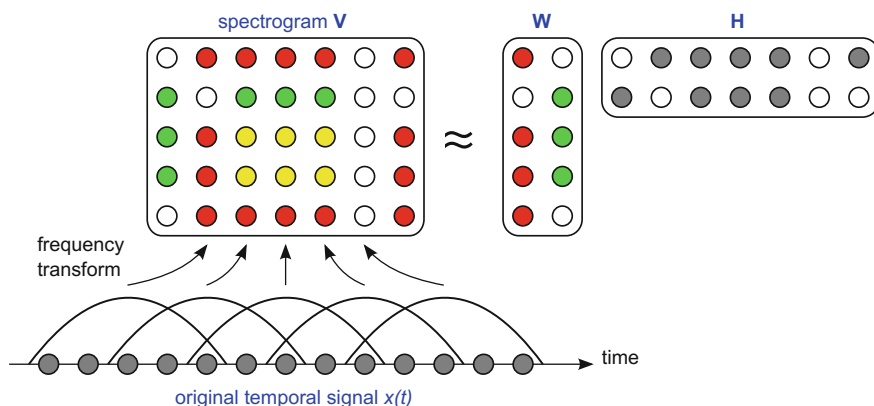 spectrogram V
W
H
≈
frequency
transform
time
original temporal signal x(t)